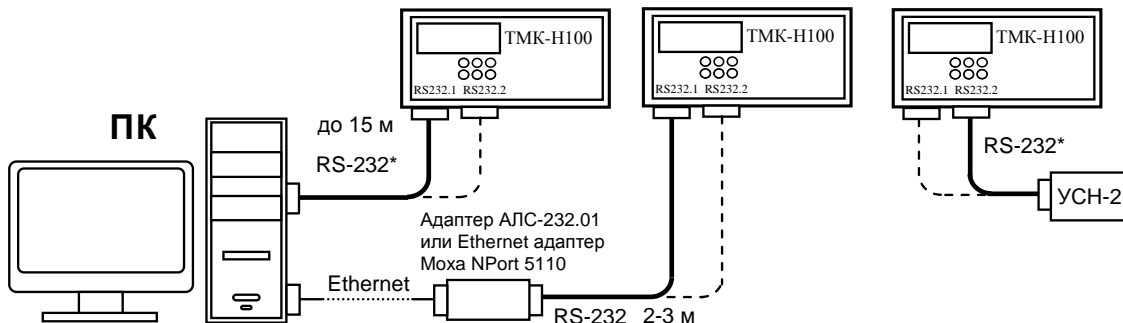 ТМК-Н100
RS232.1 RS232.2
ТМК-Н100
RS232.1 RS232.2
ТМК-Н100
RS232.1 RS232.2
ПК
до 15 м
RS-232*
RS-232*
УСН-2
Адаптер АЛС-232.01
или Ethernet адаптер
Моха NPort 5110
Ethernet
RS-232 2-3 м